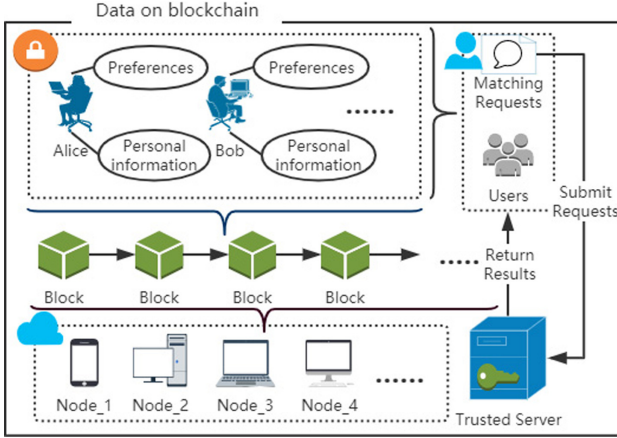 Data on blockchain
Preferences
Preferences
Alice
Bob
......
Personal
information
Personal
information
Matching
Requests
Users
Submit
Requests
Block
Block
Block
Block
......
Return
Results
Node_1
Node_2
Node_3
Node_4
......
Trusted Server